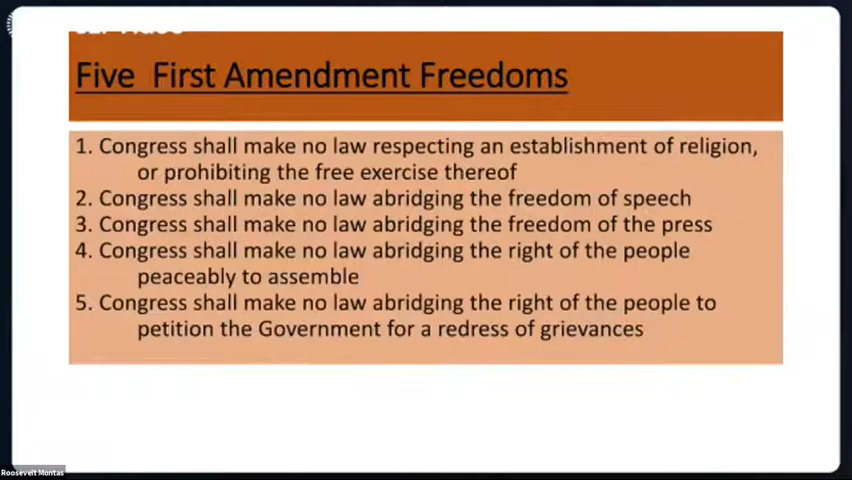 Five First Amendment Freedoms
1. Congress shall make no law respecting an establishment of religion,
or prohibiting the free exercise thereof
2. Congress shall make no law abridging the freedom of speech
3. Congress shall make no law abridging the freedom of the press
4. Congress shall make no law abridging the right of the people
peaceably to assemble
5. Congress shall make no law abridging the right of the people to
petition the Government for a redress of grievances
Roosevelt Montas